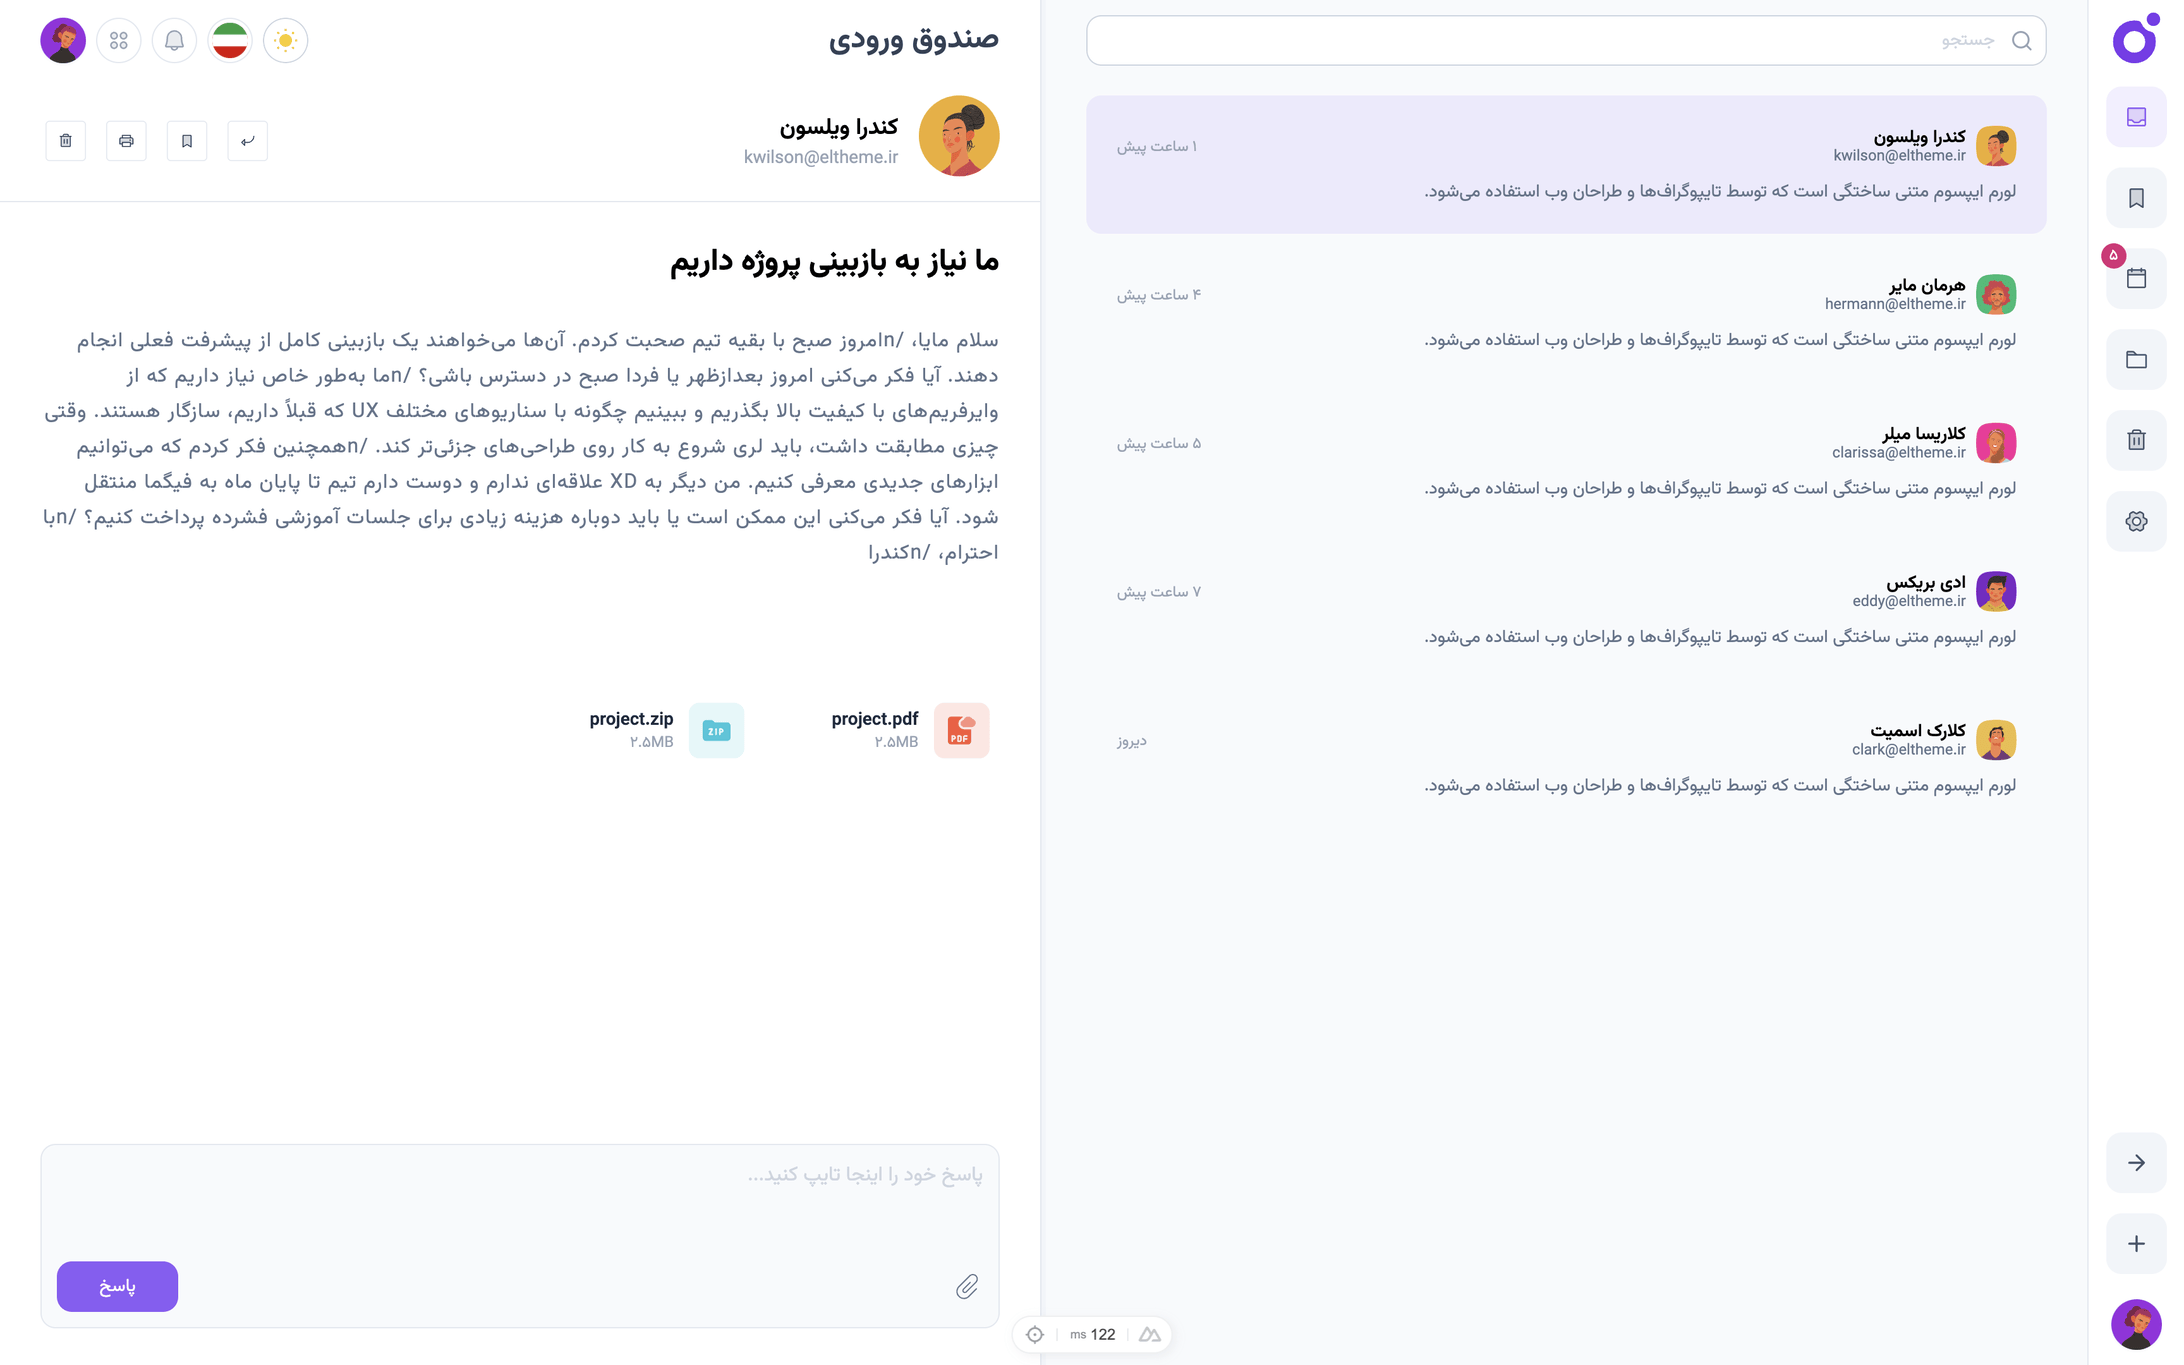 جستجو
کندرا ویلسون
kwilson@eltheme.ir
۱ ساعت پیش
لورم ایپسوم متنی ساختگی است که توسط تایپوگراف‌ها و طراحان وب استفاده می‌شود.
هرمان مایر
hermann@eltheme.ir
۴ ساعت پیش
لورم ایپسوم متنی ساختگی است که توسط تایپوگراف‌ها و طراحان وب استفاده می‌شود.
کلاریسا میلر
clarissa@eltheme.ir
۵ ساعت پیش
لورم ایپسوم متنی ساختگی است که توسط تایپوگراف‌ها و طراحان وب استفاده می‌شود.
ادی بریکس
eddy@eltheme.ir
۷ ساعت پیش
لورم ایپسوم متنی ساختگی است که توسط تایپوگراف‌ها و طراحان وب استفاده می‌شود.
کلارک اسمیت
clark@eltheme.ir
دیروز
لورم ایپسوم متنی ساختگی است که توسط تایپوگراف‌ها و طراحان وب استفاده می‌شود.
۵
صندوق ورودی
کندرا ویلسون
kwilson@eltheme.ir
ما نیاز به بازبینی پروژه داریم
سلام مایا، /nامروز صبح با بقیه تیم صحبت کردم. آن‌ها می‌خواهند یک بازبینی کامل از پیشرفت فعلی انجام
دهند. آیا فکر می‌کنی امروز بعدازظهر یا فردا صبح در دسترس باشی؟ /nما به‌طور خاص نیاز داریم که از
وایرفریم‌های با کیفیت بالا بگذریم و ببینیم چگونه با سناریوهای مختلف UX که قبلاً داریم، سازگار هستند. وقتی
چیزی مطابقت داشت، باید لری شروع به کار روی طراحی‌های جزئی‌تر کند. /nهمچنین فکر کردم که می‌توانیم
ابزارهای جدیدی معرفی کنیم. من دیگر به XD علاقه‌ای ندارم و دوست دارم تیم تا پایان ماه به فیگما منتقل
شود. آیا فکر می‌کنی این ممکن است یا باید دوباره هزینه زیادی برای جلسات آموزشی فشرده پرداخت کنیم؟ /nبا
احترام، /nکندرا
PDF
project.pdf
۲.۵MB
ZIP
project.zip
۲.۵MB
پاسخ خود را اینجا تایپ کنید...
پاسخ
122 ms